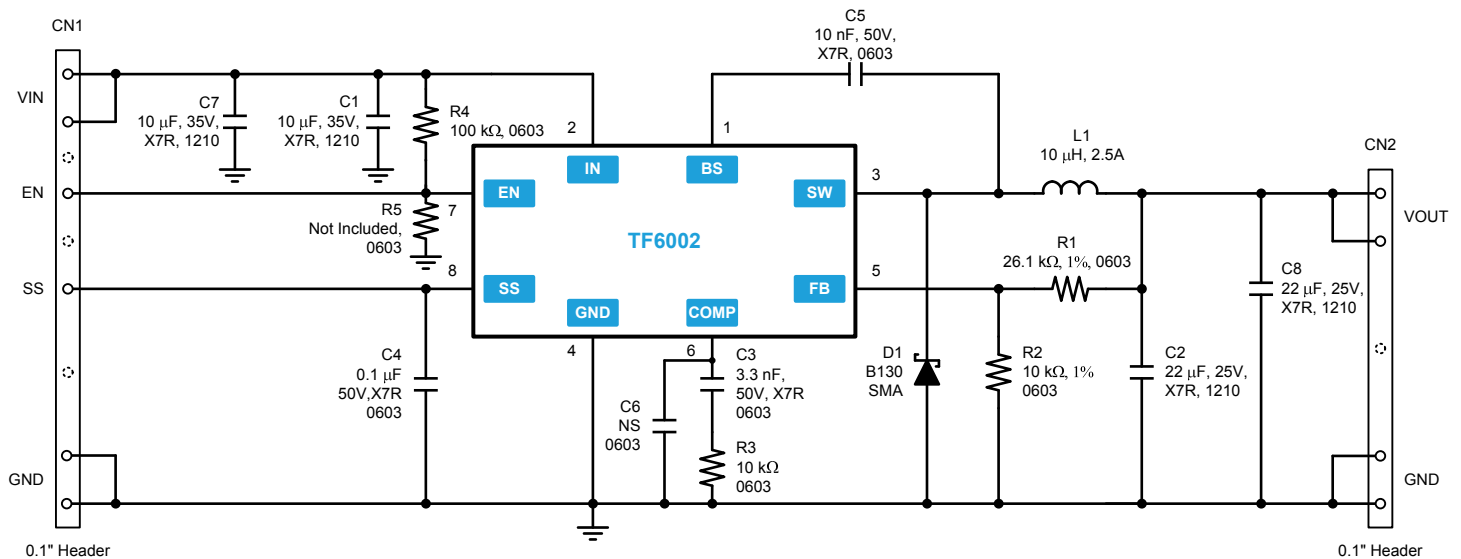 CN1
VIN
EN
SS
GND
0.1" Header
C7
10 μF, 35V,
X7R, 1210
C1
10 μF, 35V,
X7R, 1210
R4
100 kΩ, 0603
R5
Not Included,
0603
C4
0.1 μF
50V,X7R
0603
2
1
7
8
3
5
4
6
IN
BS
EN
SW
TF6002
SS
FB
GND
COMP
C5
10 nF, 50V,
X7R, 0603
C3
3.3 nF,
50V, X7R
0603
C6
NS
0603
R3
10 kΩ
0603
L1
10 μH, 2.5A
R1
26.1 kΩ, 1%, 0603
D1
B130
SMA
R2
10 kΩ, 1%
0603
C2
22 μF, 25V,
X7R, 1210
C8
22 μF, 25V,
X7R, 1210
CN2
VOUT
GND
0.1" Header